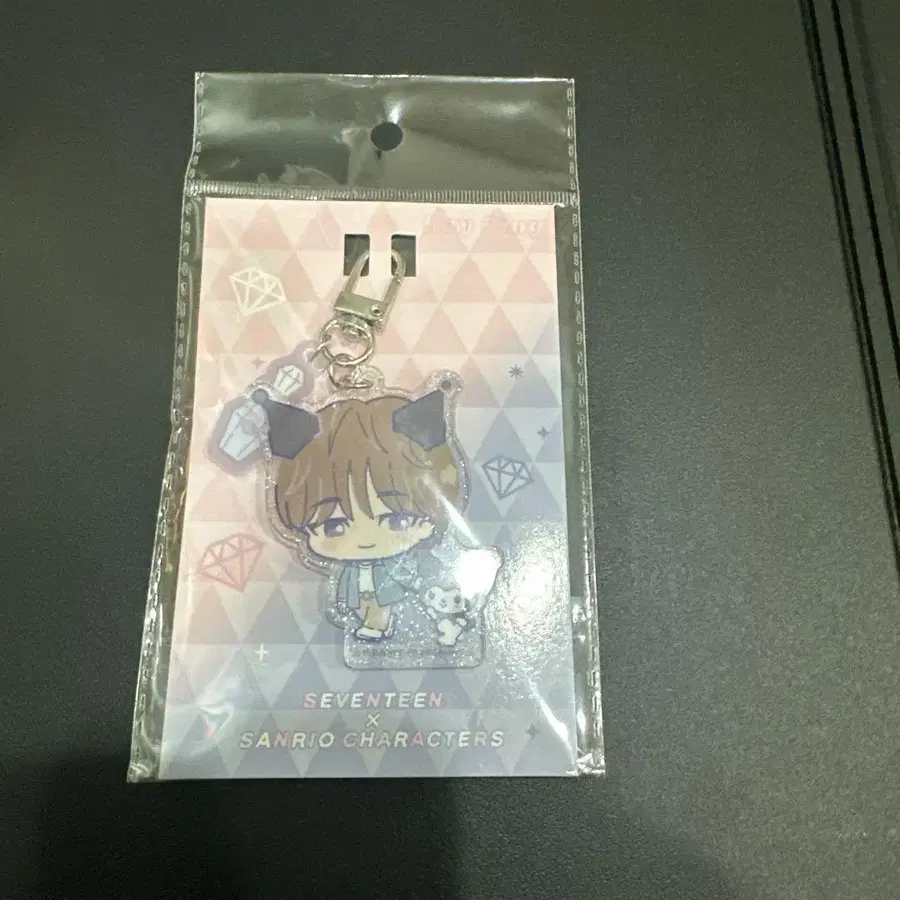 SEVENTEEN
×
SANRIO CHARACTERS